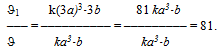 ϑ1/ϑ = k(3a)³·3b/ka³·b = 81 ka³·b/ka³·b = 81.